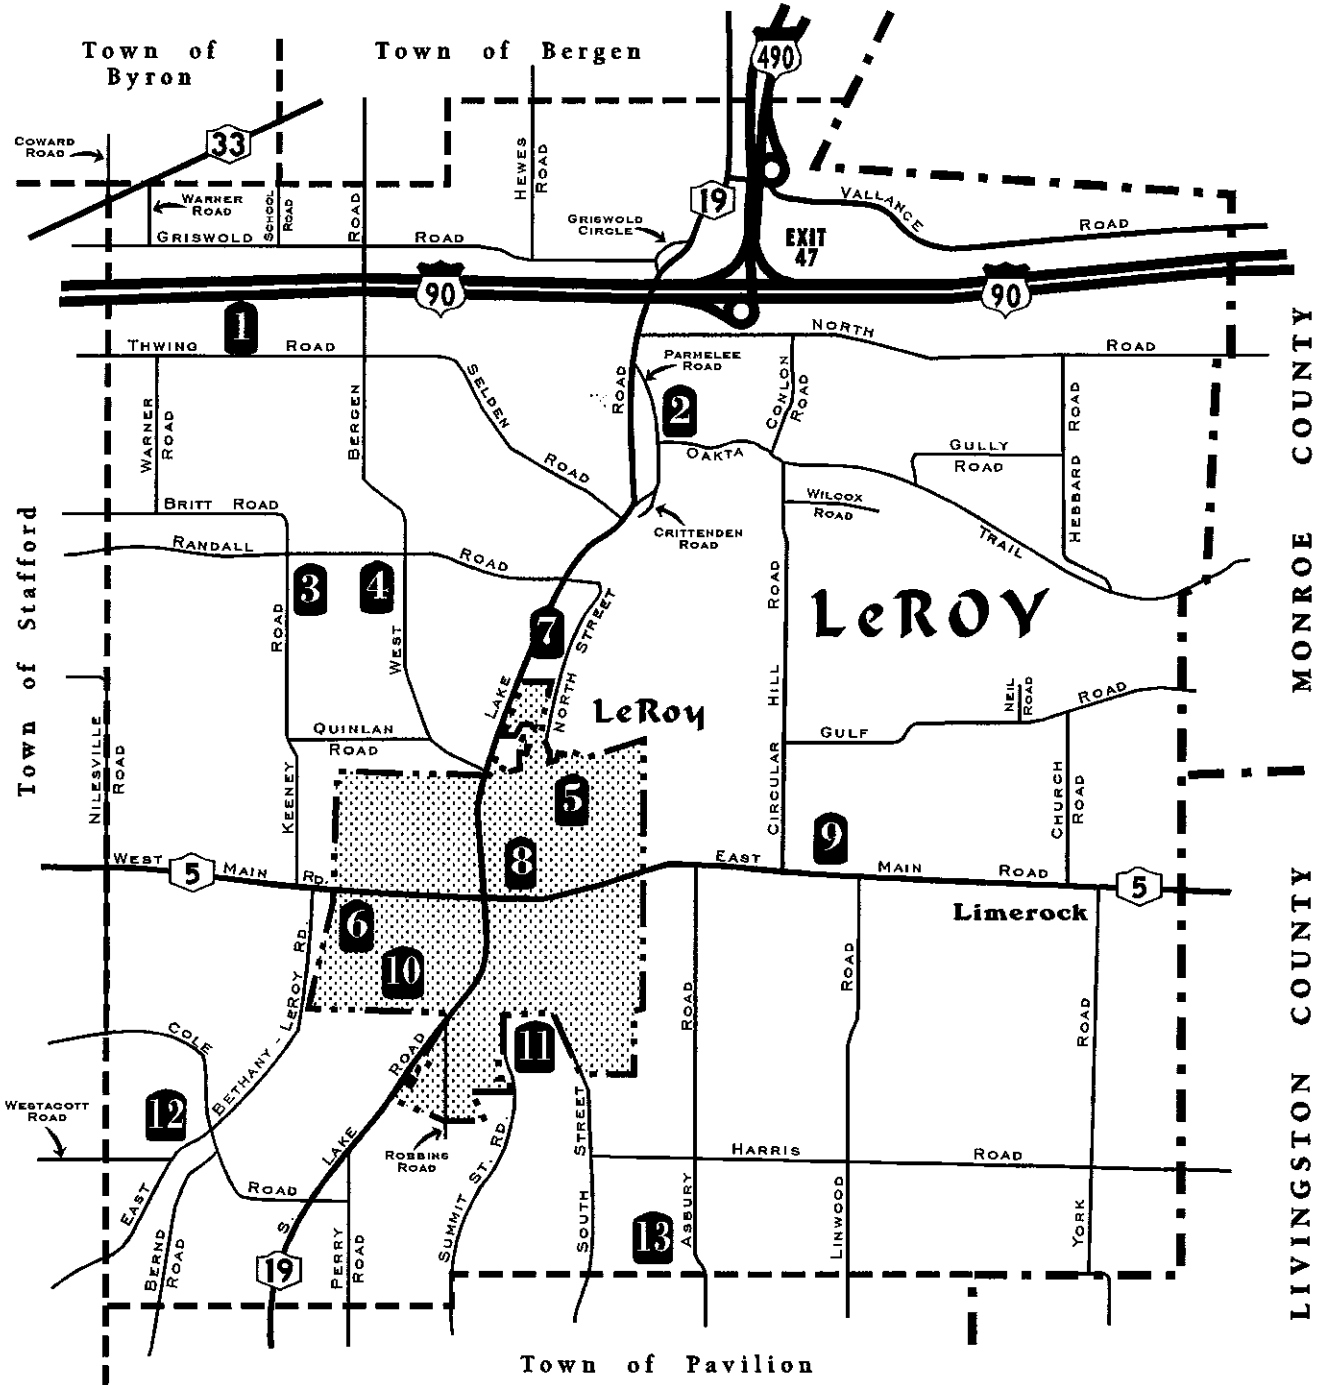 Town of
Byron
Town of Bergen
490
33
COWARD
ROAD
HEWES
ROAD
19
VALLANCE
ROAD
WARNER
ROAD
SCHOOL
ROAD
ROAD
GRISWOLD
CIRCLE
GRISWOLD
ROAD
EXIT
47
90
90
1
THWING
ROAD
NORTH
ROAD
PARMELEE
ROAD
SELDEN
ROAD
ROAD
2
CONLON
ROAD
WARNER
ROAD
BERGEN
OAKTA
TRAIL
GULLY
ROAD
HEBBARD
ROAD
BRITT ROAD
WILCOX
ROAD
CRITTENDEN
ROAD
RANDALL
ROAD
3
4
ROAD
WEST
7
NORTH
STREET
LAKE
ROAD
LeROY
LeRoy
Town of Stafford
MONROE COUNTY
NEIL
ROAD
ROAD
GULF
QUINLAN
ROAD
NILESVILLE
ROAD
KEENEY
CIRCULAR
HILL
CHURCH
ROAD
5
8
9
WEST
5
MAIN
RD.
EAST
MAIN
ROAD
5
Limerock
6
10
BETHANY - LEROY
RD.
COLE
ROAD
ROAD
ROAD
ROAD
11
12
WESTACOTT
ROAD
ROBBINS
ROAD
LAKE
S.
SUMMIT ST. RD.
SOUTH
STREET
HARRIS
ROAD
EAST
BERND
ROAD
ROAD
19
PERRY
ROAD
13
ASBURY
LINWOOD
YORK
LIVINGSTON COUNTY
Town of Pavilion